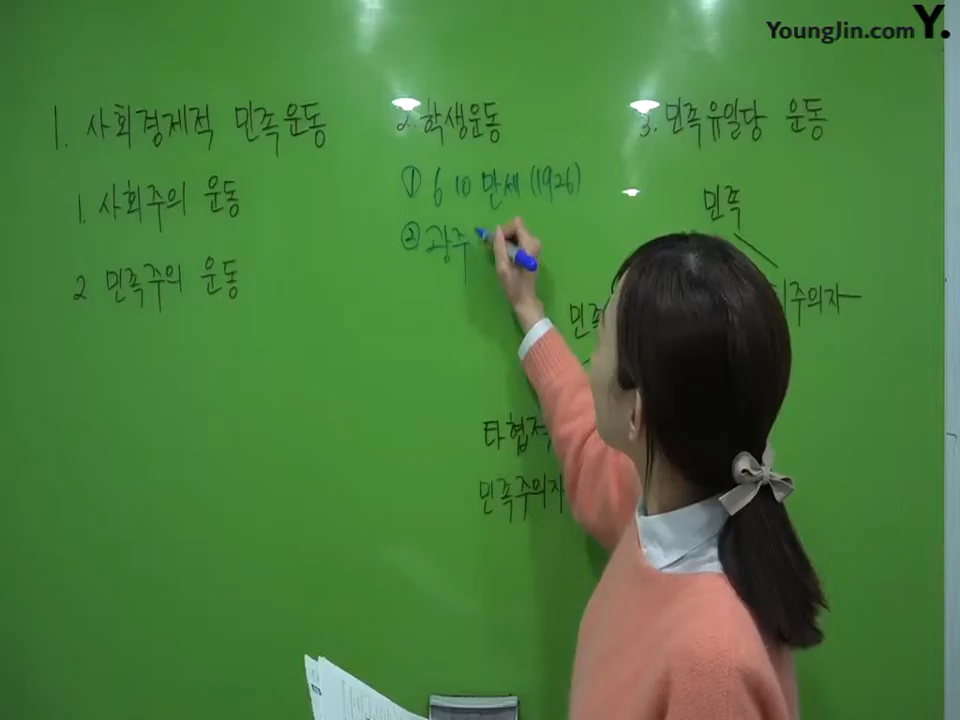 YoungJin.com Y.
1. 사회경제적 민족운동
1. 사회주의 운동
2 민족주의 운동
2. 학생운동
① 6 10 만세 (1926)
② 광주
3. 민족유일당 운동
민족
주의자
타협적
민족주의자